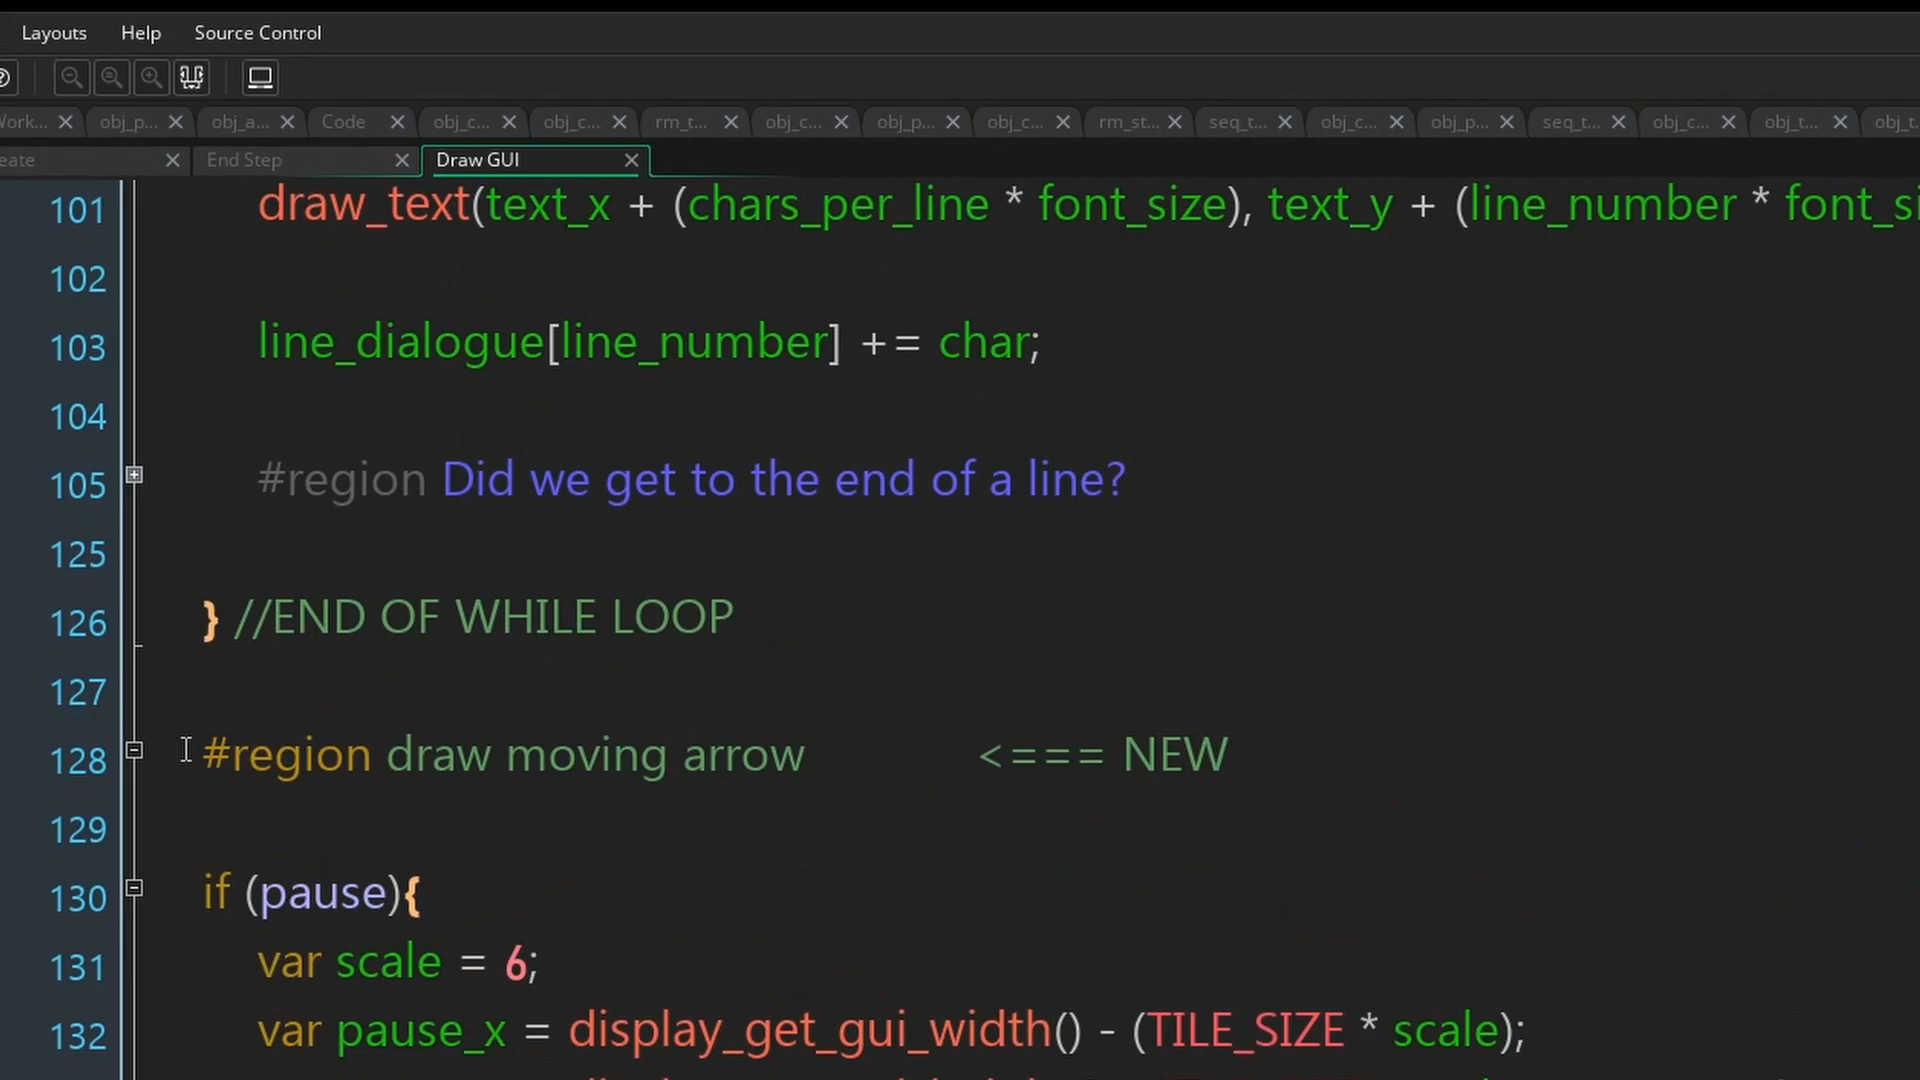 Layouts Help Source Control
Work... obj_p... obj_a... Code obj_c... obj_c... rm_t... obj_c... obj_p... obj_c... rm_st... seq_t... obj_c... obj_p... seq_t... obj_c... obj_t... obj_t...
eate End Step Draw GUI
101 draw_text(text_x + (chars_per_line * font_size), text_y + (line_number * font_si
102
103 line_dialogue[line_number] += char;
104
105 #region Did we get to the end of a line?
125
126 } //END OF WHILE LOOP
127
128 #region draw moving arrow <=== NEW
129
130 if (pause){
131 var scale = 6;
132 var pause_x = display_get_gui_width() - (TILE_SIZE * scale);